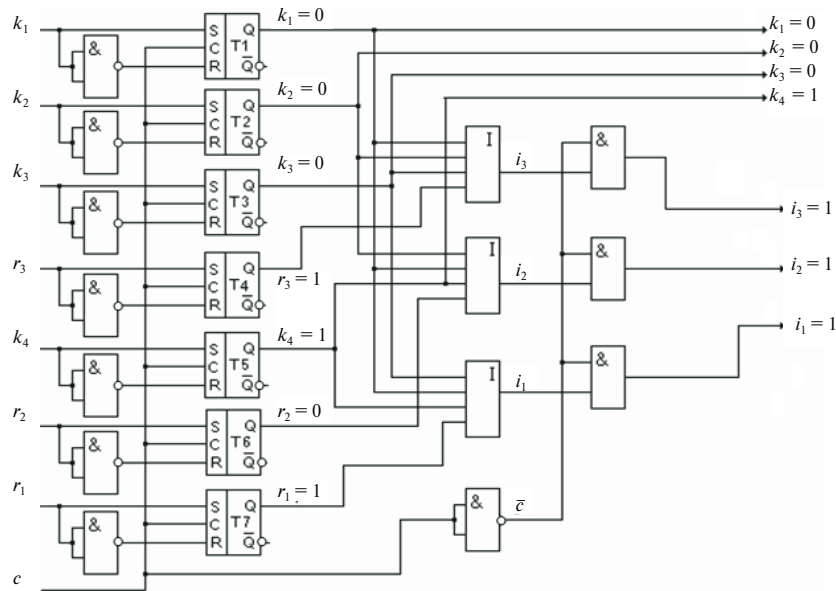 k₁
k₁ = 0
k₁ = 0
&
S
C
R
T1
Q
Q̅
k₂ = 0
k₃ = 0
k₄ = 1
k₂
k₂ = 0
&
S
C
R
T2
Q
Q̅
k₃
k₃ = 0
&
S
C
R
T3
Q
Q̅
I
i₃
&
i₃ = 1
r₃
r₃ = 1
&
S
C
R
T4
Q
Q̅
I
i₂
&
i₂ = 1
k₄
k₄ = 1
&
S
C
R
T5
Q
Q̅
I
i₁
&
i₁ = 1
r₂
r₂ = 0
&
S
C
R
T6
Q
Q̅
r₁
r₁ = 1
&
S
C
R
T7
Q
Q̅
&
c̅
c